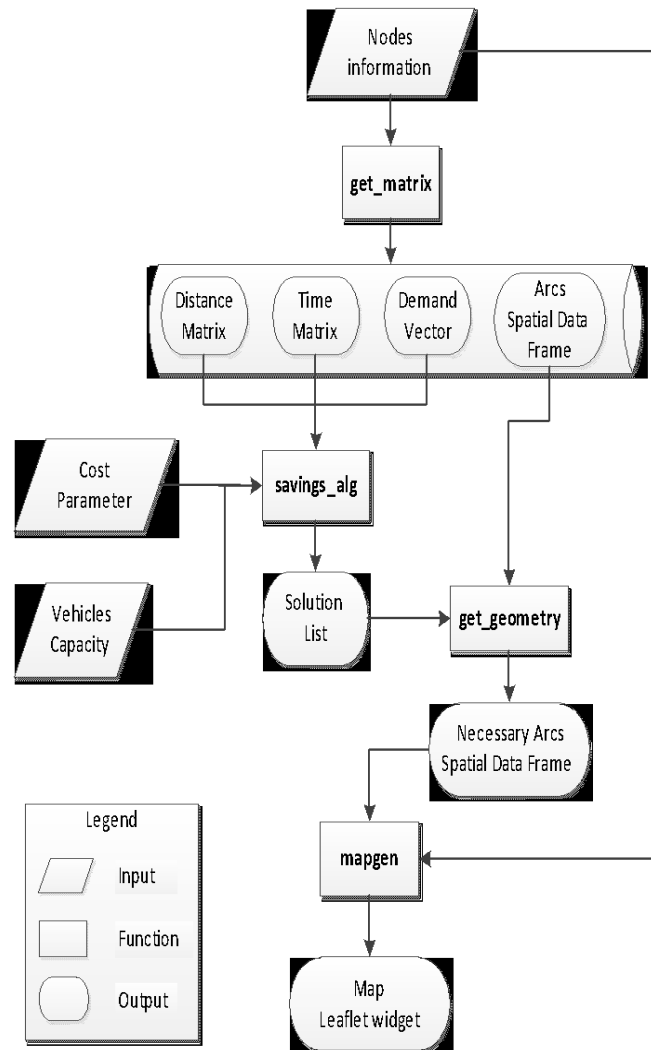 Nodes
information
get_matrix
Distance
Matrix
Time
Matrix
Demand
Vector
Arcs
Spatial Data
Frame
Cost
Parameter
savings_alg
Vehicles
Capacity
Solution
List
get_geometry
Necessary Arcs
Spatial Data Frame
Legend
Input
Function
Output
mapgen
Map
Leaflet widget